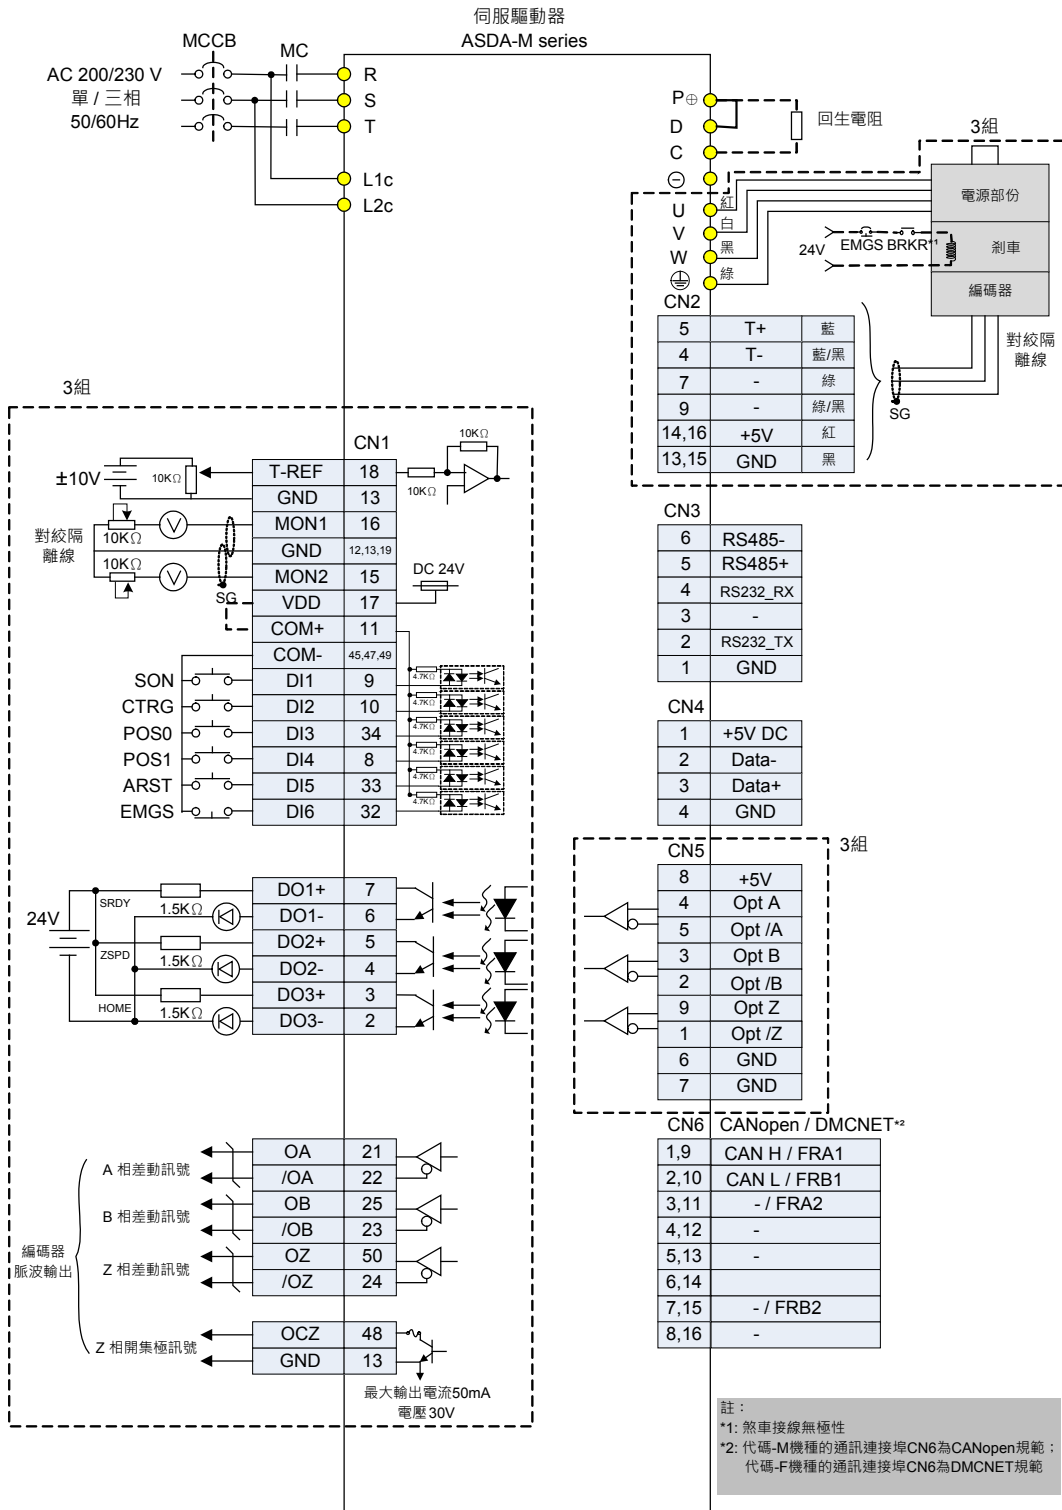 伺服驅動器
ASDA-M series
MCCB
MC
AC 200/230 V
單 / 三相
50/60Hz
R
S
T
L1c
L2c
P⊕
D
C
⊖
回生電阻
U 紅
V 白
W 黑
綠
3組
電源部份
剎車
編碼器
24V
EMGS BRKR*¹
對絞隔
離線
SG
CN2
5 T+ 藍
4 T- 藍/黑
7 - 綠
9 - 綠/黑
14,16 +5V 紅
13,15 GND 黑
3組
CN1
±10V
10KΩ
T-REF 18
10KΩ
10KΩ
GND 13
MON1 16
對絞隔
離線
10KΩ
V
GND 12,13,19
10KΩ
V
MON2 15
SG
DC 24V
VDD 17
COM+ 11
COM- 45,47,49
SON DI1 9 4.7KΩ
CTRG DI2 10 4.7KΩ
POS0 DI3 34 4.7KΩ
POS1 DI4 8 4.7KΩ
ARST DI5 33 4.7KΩ
EMGS DI6 32 4.7KΩ
24V
SRDY
1.5KΩ
DO1+ 7
DO1- 6
ZSPD
1.5KΩ
DO2+ 5
DO2- 4
HOME
1.5KΩ
DO3+ 3
DO3- 2
編碼器
脈波輸出
A 相差動訊號
OA 21
/OA 22
B 相差動訊號
OB 25
/OB 23
Z 相差動訊號
OZ 50
/OZ 24
Z 相開集極訊號
OCZ 48
GND 13
最大輸出電流50mA
電壓30V
CN3
6 RS485-
5 RS485+
4 RS232_RX
3 -
2 RS232_TX
1 GND
CN4
1 +5V DC
2 Data-
3 Data+
4 GND
3組
CN5
8 +5V
4 Opt A
5 Opt /A
3 Opt B
2 Opt /B
9 Opt Z
1 Opt /Z
6 GND
7 GND
CN6 CANopen / DMCNET*²
1,9 CAN H / FRA1
2,10 CAN L / FRB1
3,11 - / FRA2
4,12 -
5,13 -
6,14
7,15 - / FRB2
8,16 -
註：
*1: 煞車接線無極性
*2: 代碼-M機種的通訊連接埠CN6為CANopen規範；
代碼-F機種的通訊連接埠CN6為DMCNET規範